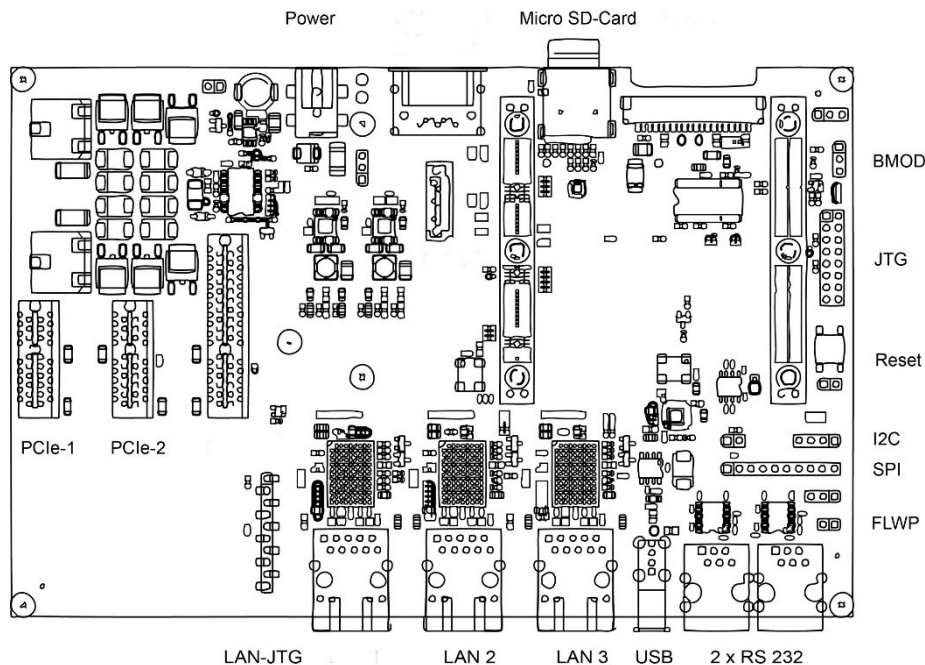 Power
Micro SD-Card
BMOD
JTG
Reset
I2C
PCIe-1
PCIe-2
SPI
FLWP
LAN-JTG
LAN 2
LAN 3
USB
2 x RS 232